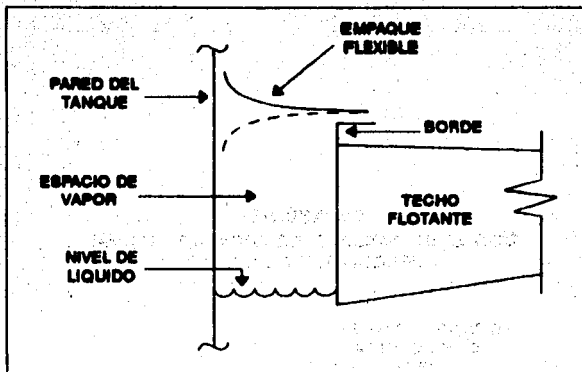 EMPAQUE
FLEXIBLE
PARED DEL
TANQUE
BORDE
ESPACIO DE
VAPOR
TECHO
FLOTANTE
NIVEL DE
LIQUIDO